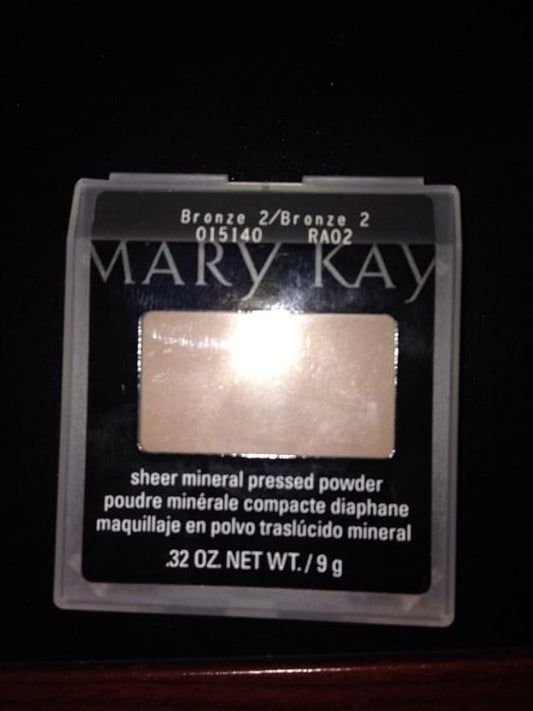 Bronze 2/Bronze 2
015140 RA02
MARY KAY
sheer mineral pressed powder
poudre minérale compacte diaphane
maquillaje en polvo traslúcido mineral
.32 OZ. NET WT. / 9 g